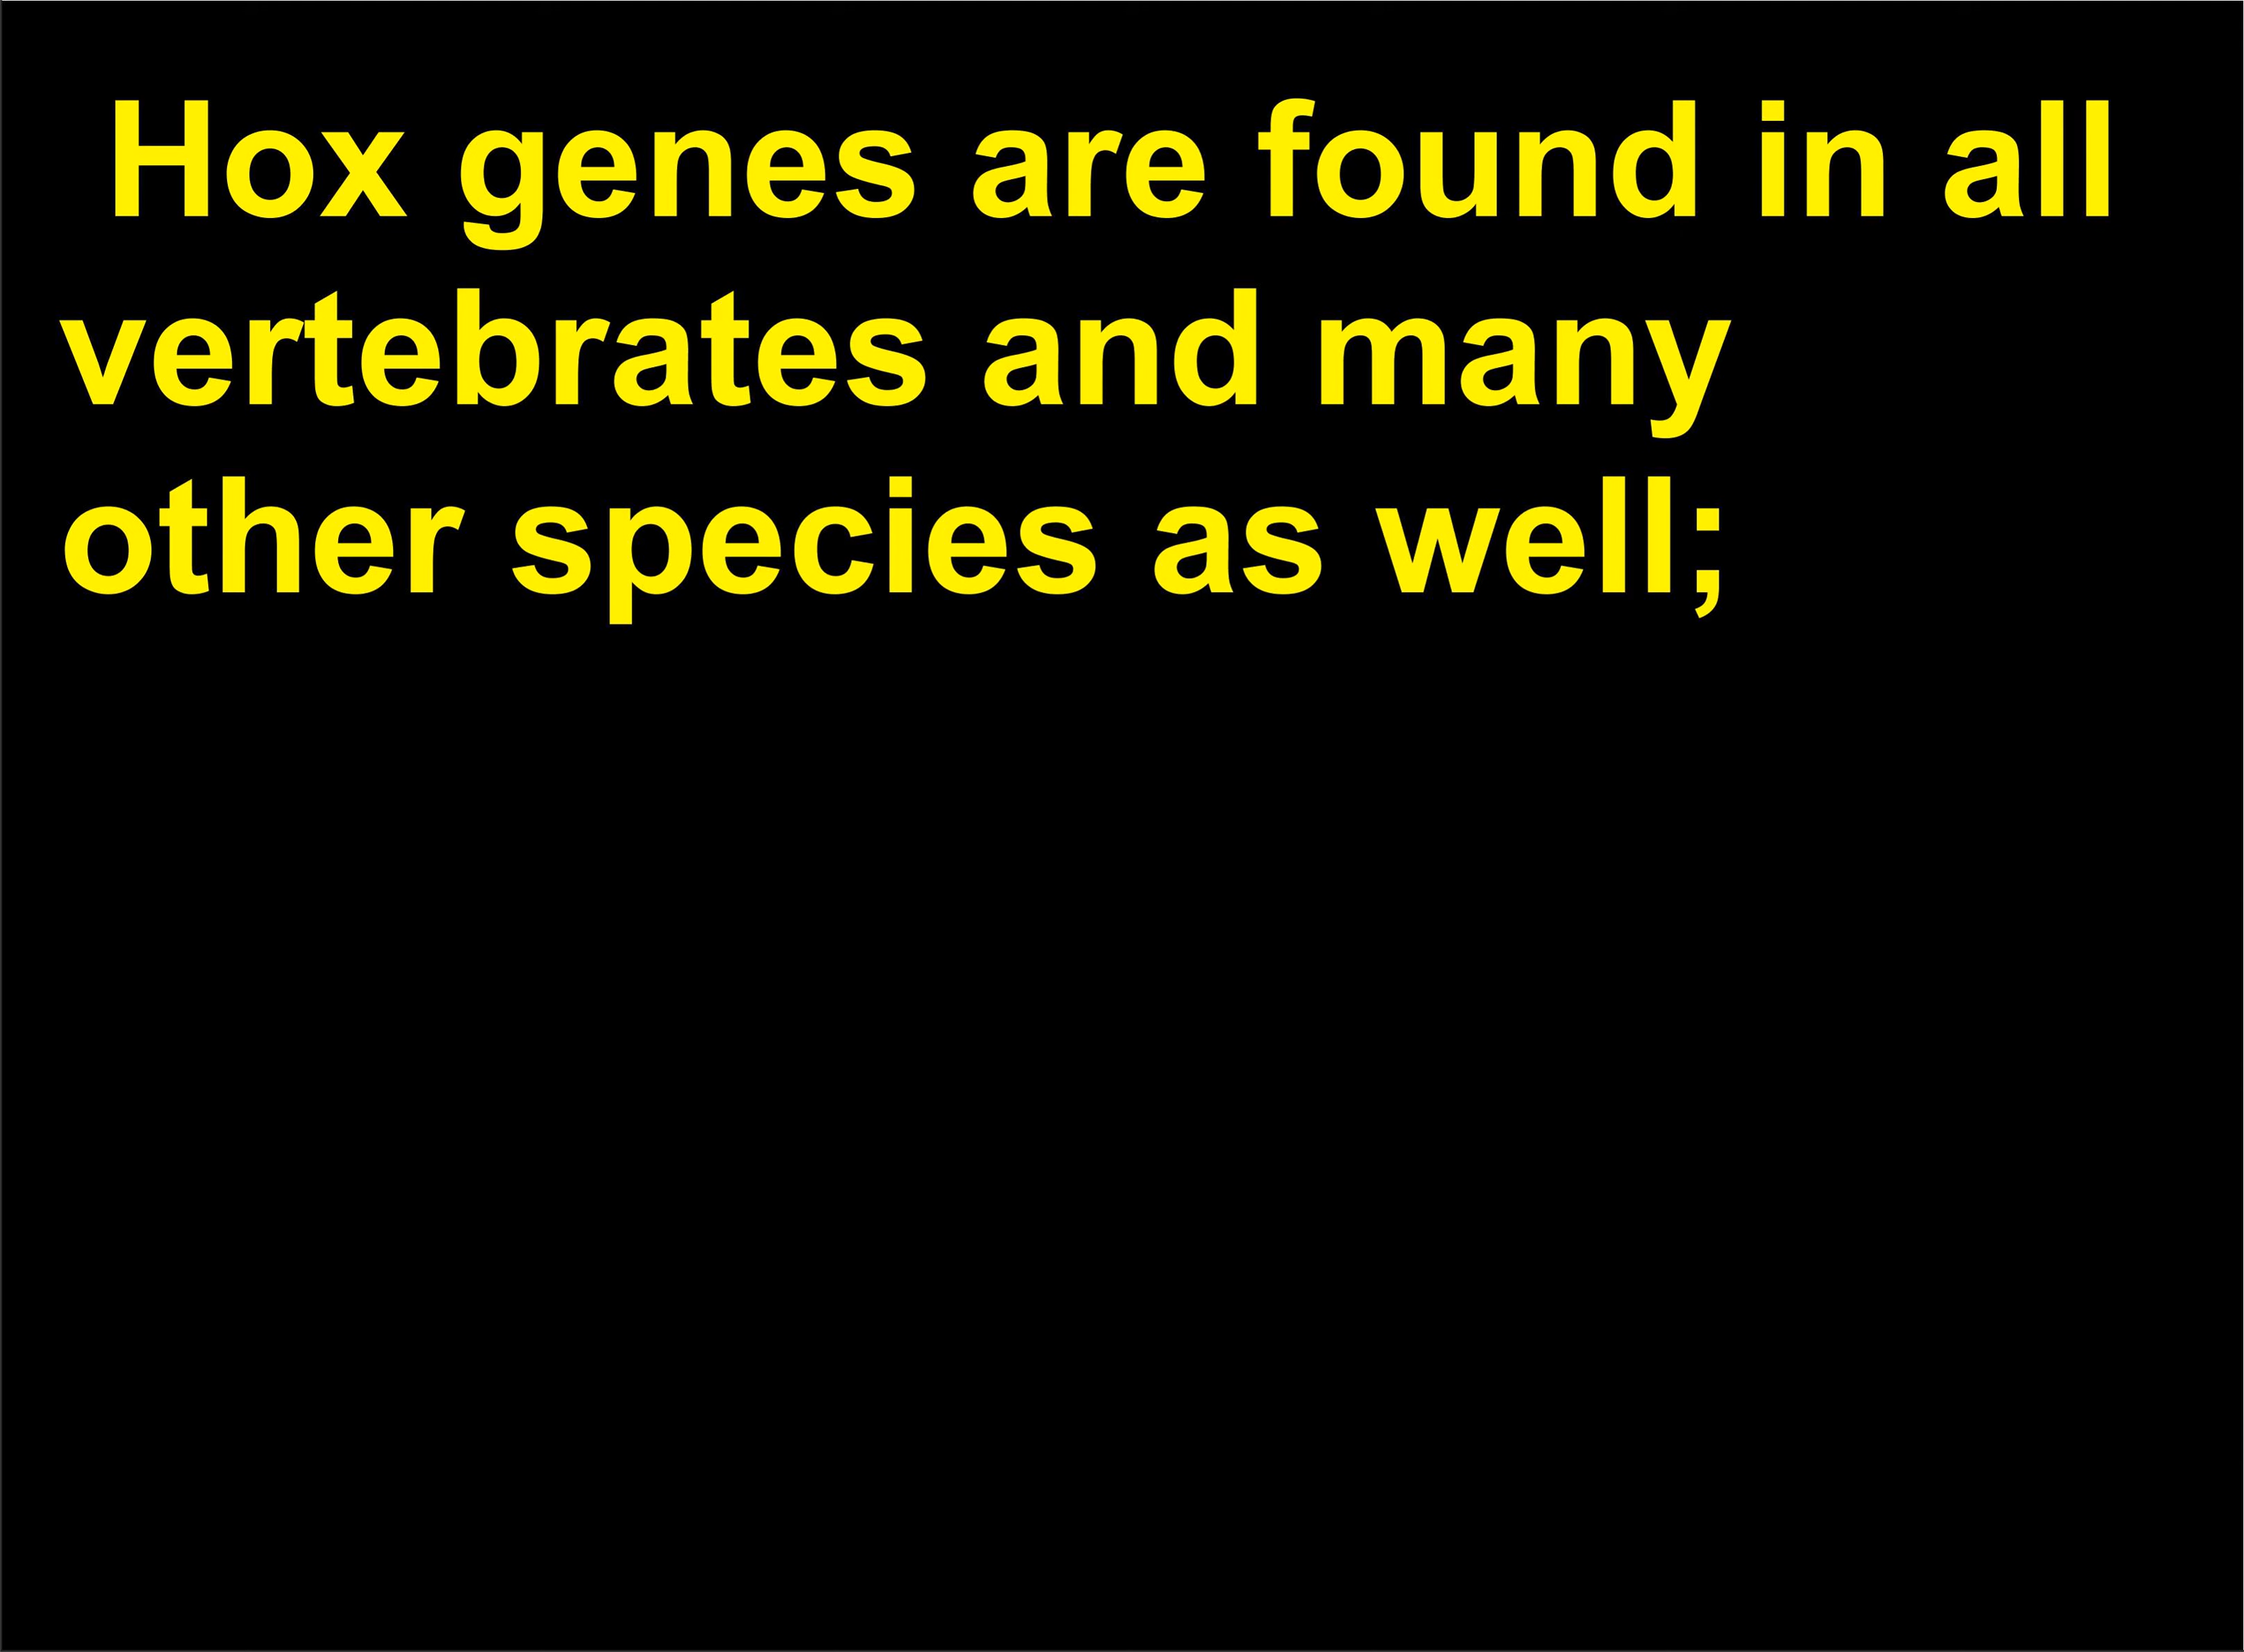 Hox genes are found in all
vertebrates and many
other species as well;